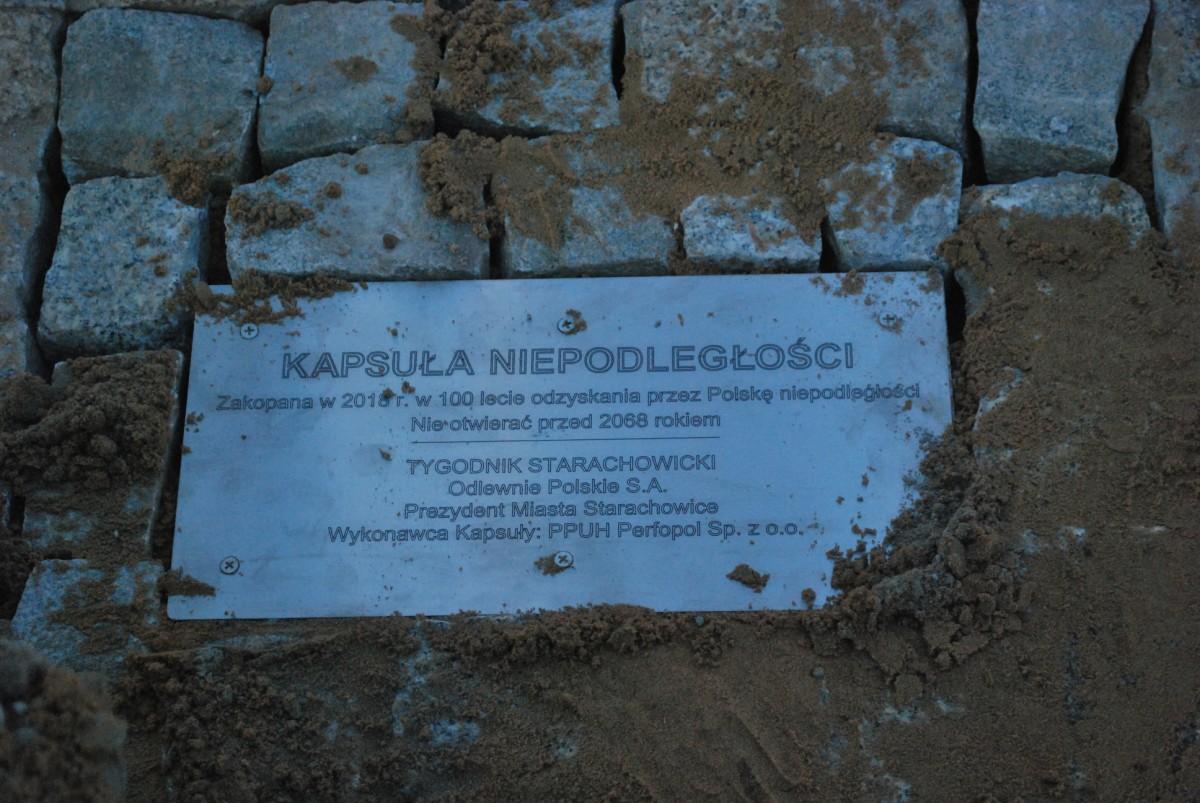 KAPSUŁA NIEPODLEGŁOŚCI
Zakopana w 2018 r. w 100 lecie odzyskania przez Polskę niepodległości
Nie otwierać przed 2068 rokiem
TYGODNIK STARACHOWICKI
Odlewnie Polskie S.A.
Prezydent Miasta Starachowice
Wykonawca Kapsuły: PPUH Perfopol Sp. z o.o.